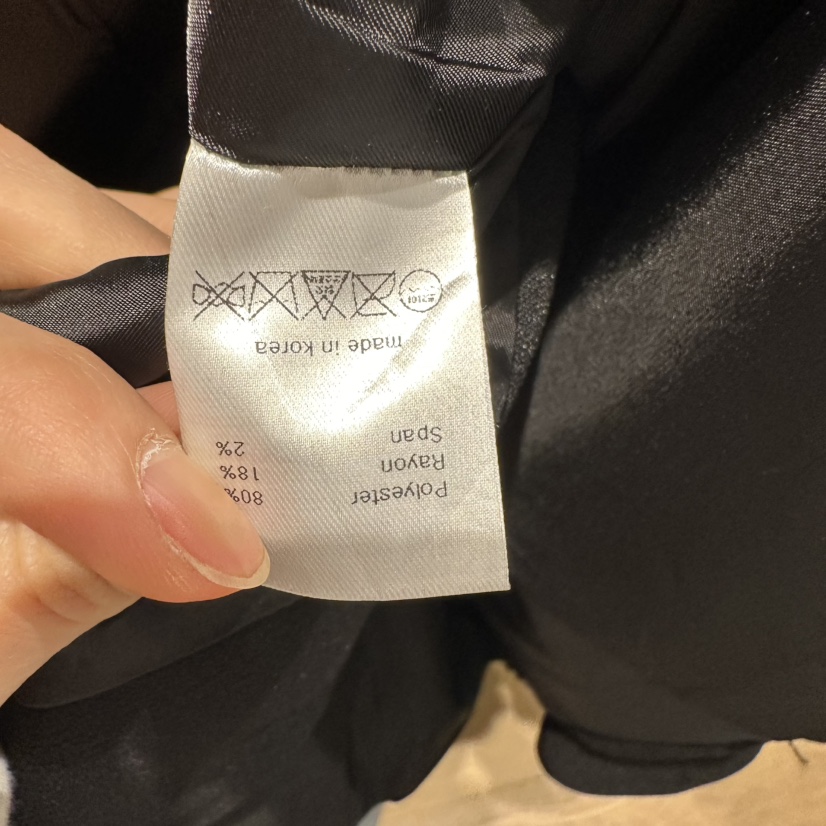 Polyester 80%
Rayon 18%
Span 2%
made in korea